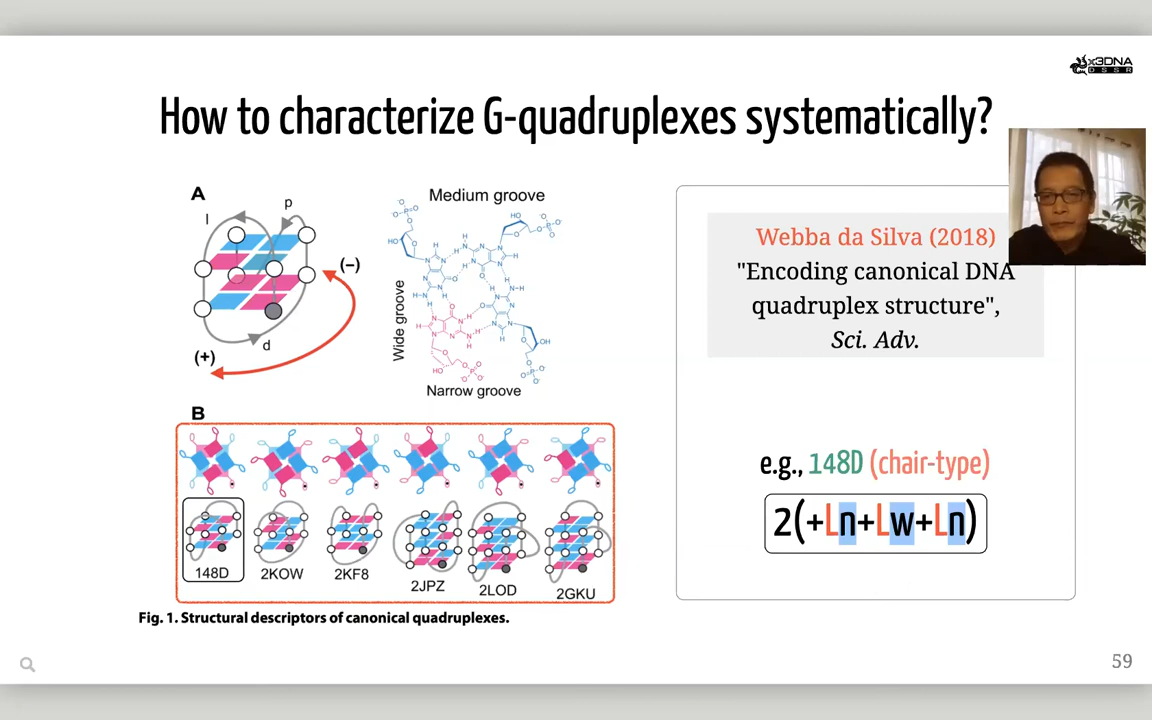 x3DNA
DSSR
How to characterize G-quadruplexes systematically?
A
l
p
(–)
(+)
d
Medium groove
Wide groove
Narrow groove
B
148D
2KOW
2KF8
2JPZ
2LOD
2GKU
Fig. 1. Structural descriptors of canonical quadruplexes.
Webba da Silva (2018)
"Encoding canonical DNA
quadruplex structure",
Sci. Adv.
e.g., 148D (chair-type)
2(+Ln+Lw+Ln)
59